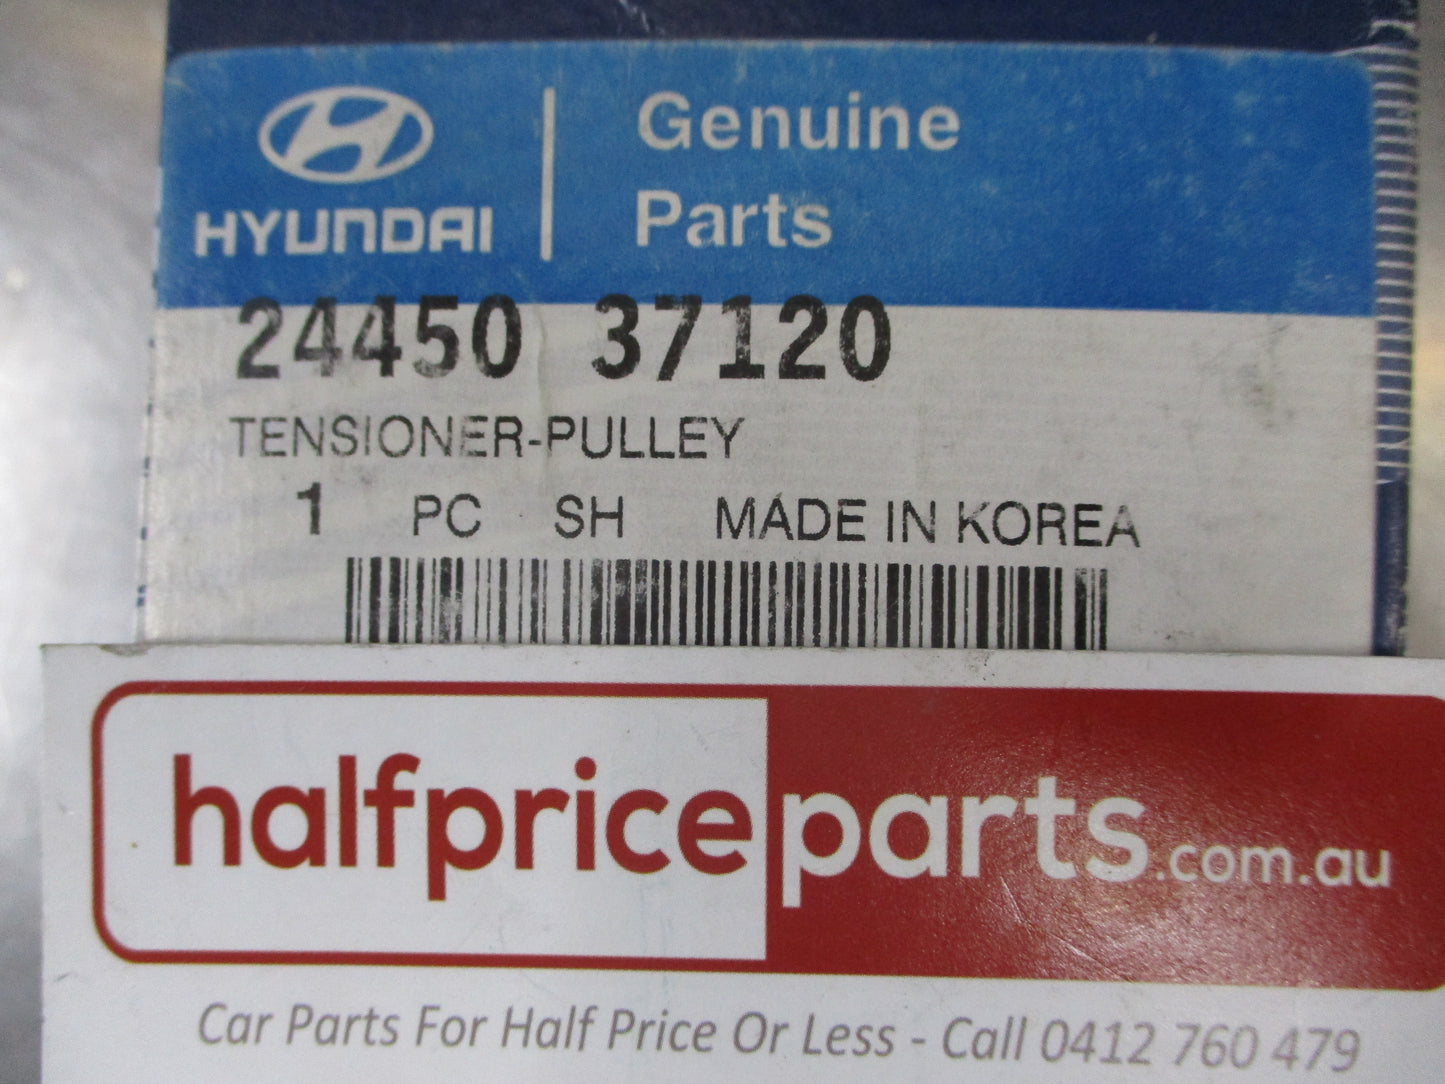 HYUNDAI
Genuine
Parts
24450 37120
TENSIONER-PULLEY
1 PC SH MADE IN KOREA
halfpriceparts.com.au
Car Parts For Half Price Or Less - Call 0412 760 479